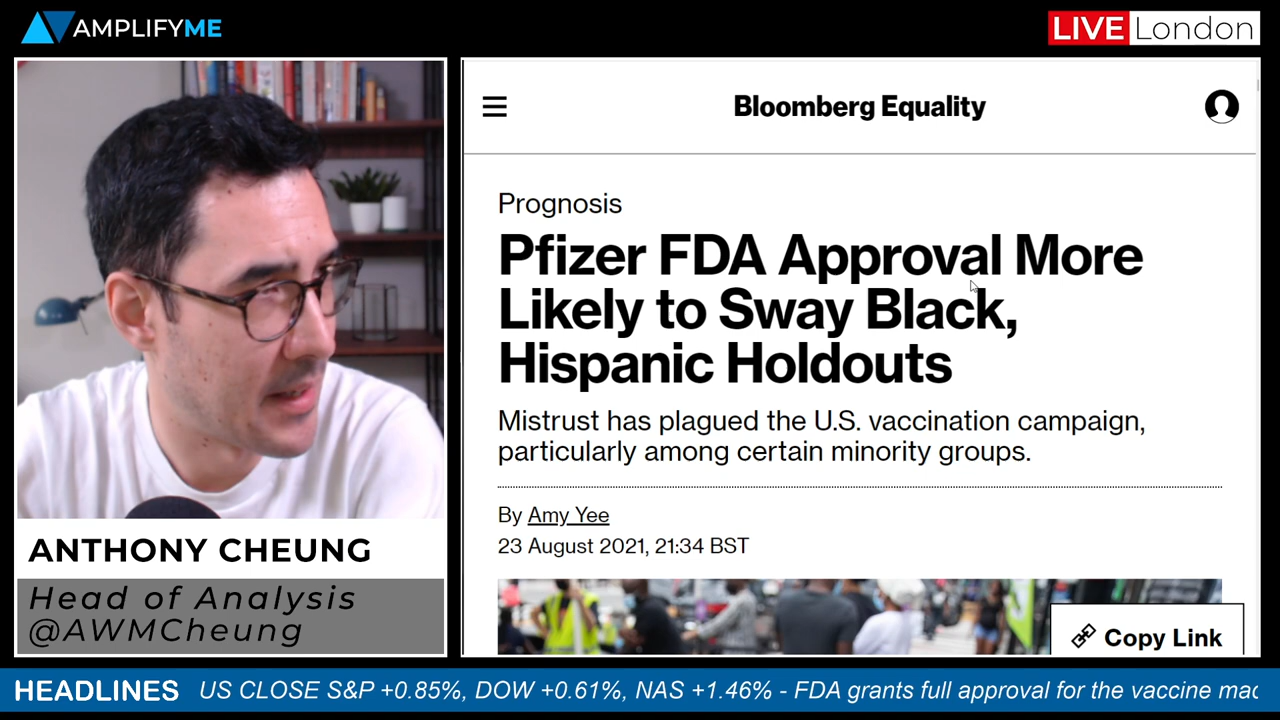 AMPLIFYME
LIVE London
Bloomberg Equality
Prognosis
Pfizer FDA Approval More
Likely to Sway Black,
Hispanic Holdouts
Mistrust has plagued the U.S. vaccination campaign,
particularly among certain minority groups.
By Amy Yee
23 August 2021, 21:34 BST
Copy Link
ANTHONY CHEUNG
Head of Analysis
@AWMCheung
HEADLINES US CLOSE S&P +0.85%, DOW +0.61%, NAS +1.46% - FDA grants full approval for the vaccine